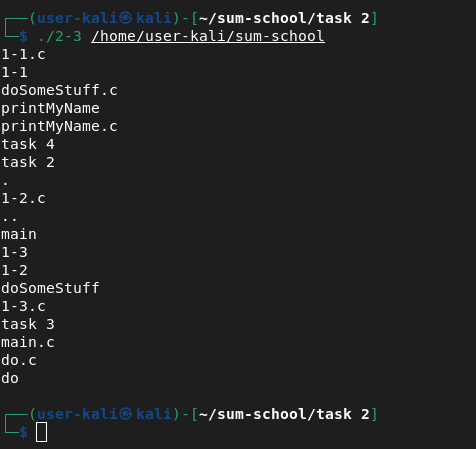 ┌──(user-kali㉿kali)-[~/sum-school/task 2]
└─$ ./2-3 /home/user-kali/sum-school
1-1.c
1-1
doSomeStuff.c
printMyName
printMyName.c
task 4
task 2
.
1-2.c
..
main
1-3
1-2
doSomeStuff
1-3.c
task 3
main.c
do.c
do
┌──(user-kali㉿kali)-[~/sum-school/task 2]
└─$